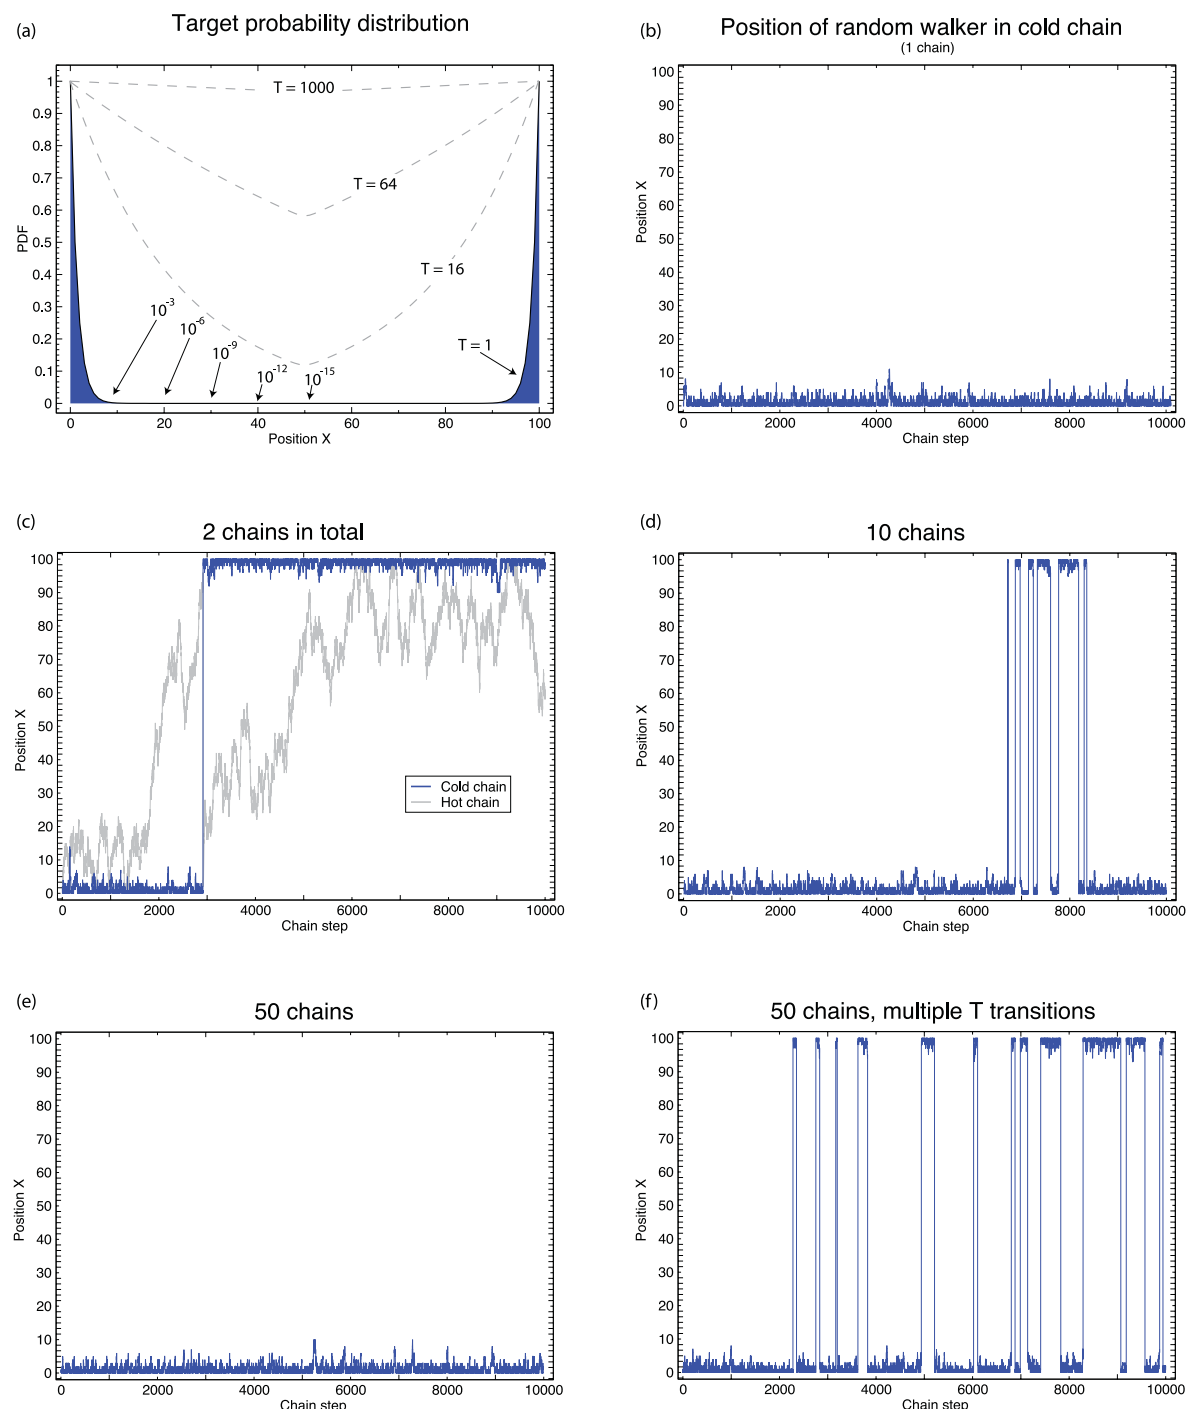 (a)
Target probability distribution
1
0.9
0.8
0.7
0.6
0.5
0.4
0.3
0.2
0.1
0
PDF
T = 1000
T = 64
T = 16
T = 1
10^-3
10^-6
10^-9
10^-12
10^-15
0 20 40 60 80 100
Position X
(b)
Position of random walker in cold chain
(1 chain)
100
90
80
70
60
50
40
30
20
10
0
Position X
0 2000 4000 6000 8000 10000
Chain step
(c)
2 chains in total
100
90
80
70
60
50
40
30
20
10
0
Position X
Cold chain
Hot chain
0 2000 4000 6000 8000 10000
Chain step
(d)
10 chains
100
90
80
70
60
50
40
30
20
10
0
Position X
0 2000 4000 6000 8000 10000
Chain step
(e)
50 chains
100
90
80
70
60
50
40
30
20
10
0
Position X
0 2000 4000 6000 8000 10000
Chain step
(f)
50 chains, multiple T transitions
100
90
80
70
60
50
40
30
20
10
0
Position X
0 2000 4000 6000 8000 10000
Chain step